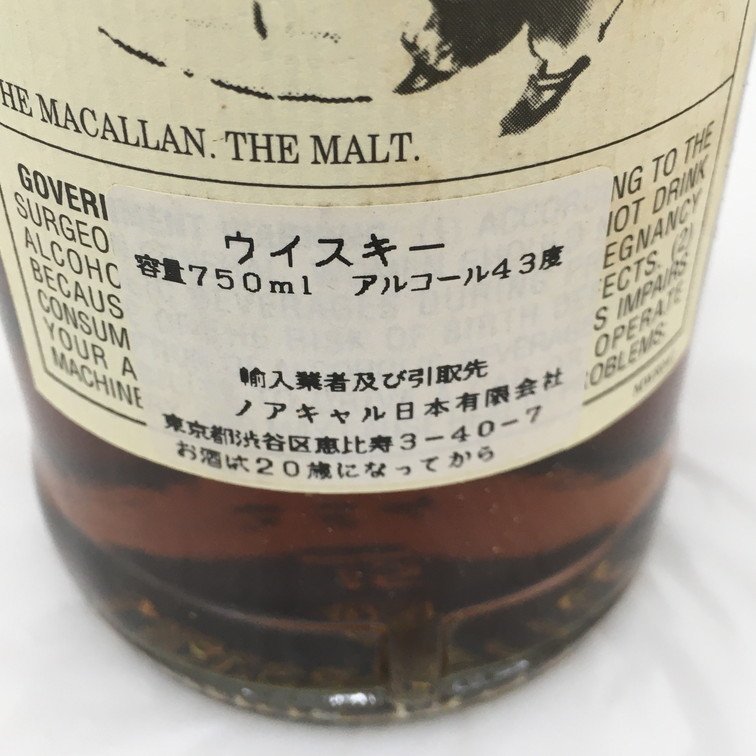 THE MACALLAN. THE MALT.
GOVERN
NG TO THE
SURGEO
NOT DRINK
ALCOHO
EGNANCY
BECAUS
ECTS. (2)
CONSUM
S IMPAIRS
YOUR A
OPERATE
MACHINE
ROBLEMS.
ウイスキー
容量750ml アルコール43度
輸入業者及び引取先
ノアキャル日本有限会社
東京都渋谷区恵比寿3-40-7
お酒は20歳になってから